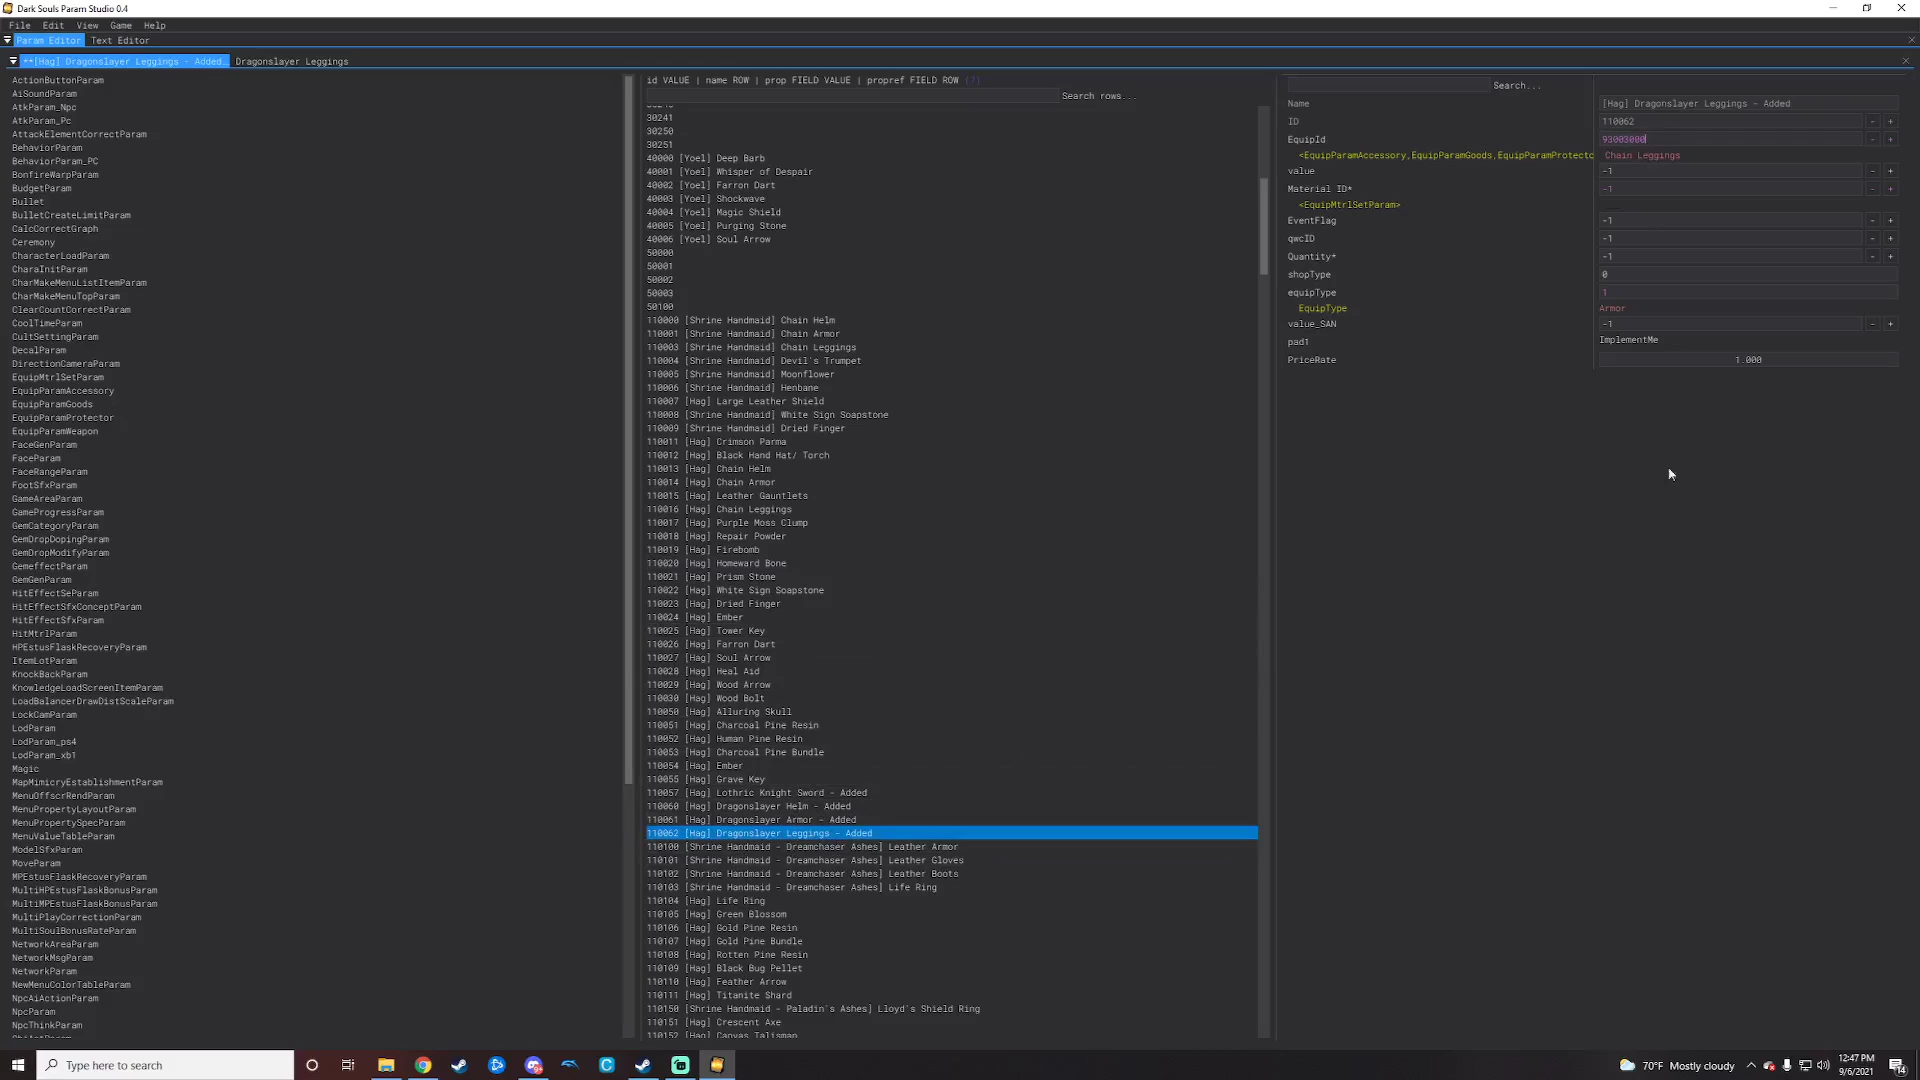 Dark Souls Param Studio 0.4
File Edit View Game Help
Param Editor Text Editor
**[Hag] Dragonslayer Leggings - Added Dragonslayer Leggings
ActionButtonParam
AiSoundParam
AtkParam_Npc
AtkParam_Pc
AttackElementCorrectParam
BehaviorParam
BehaviorParam_PC
BonfireWarpParam
BudgetParam
Bullet
BulletCreateLimitParam
CalcCorrectGraph
Ceremony
CharacterLoadParam
CharaInitParam
CharMakeMenuListItemParam
CharMakeMenuTopParam
ClearCountCorrectParam
CoolTimeParam
CultSettingParam
DecalParam
DirectionCameraParam
EquipMtrlSetParam
EquipParamAccessory
EquipParamGoods
EquipParamProtector
EquipParamWeapon
FaceGenParam
FaceParam
FaceRangeParam
FootSfxParam
GameAreaParam
GameProgressParam
GemCategoryParam
GemDropDopingParam
GemDropModifyParam
GemeffectParam
GemGenParam
HitEffectSeParam
HitEffectSfxConceptParam
HitEffectSfxParam
HitMtrlParam
HPEstusFlaskRecoveryParam
ItemLotParam
KnockBackParam
KnowledgeLoadScreenItemParam
LoadBalancerDrawDistScaleParam
LockCamParam
LodParam
LodParam_ps4
LodParam_xb1
Magic
MapMimicryEstablishmentParam
MenuOffscrRendParam
MenuPropertyLayoutParam
MenuPropertySpecParam
MenuValueTableParam
ModelSfxParam
MoveParam
MPEstusFlaskRecoveryParam
MultiHPEstusFlaskBonusParam
MultiMPEstusFlaskBonusParam
MultiPlayCorrectionParam
MultiSoulBonusRateParam
NetworkAreaParam
NetworkMsgParam
NetworkParam
NewMenuColorTableParam
NpcAiActionParam
NpcParam
NpcThinkParam
id VALUE | name ROW | prop FIELD VALUE | propref FIELD ROW (?)
Search rows...
30241
30250
30251
40000 [Yoel] Deep Barb
40001 [Yoel] Whisper of Despair
40002 [Yoel] Farron Dart
40003 [Yoel] Shockwave
40004 [Yoel] Magic Shield
40005 [Yoel] Purging Stone
40006 [Yoel] Soul Arrow
50000
50001
50002
50003
50100
110000 [Shrine Handmaid] Chain Helm
110001 [Shrine Handmaid] Chain Armor
110003 [Shrine Handmaid] Chain Leggings
110004 [Shrine Handmaid] Devil's Trumpet
110005 [Shrine Handmaid] Moonflower
110006 [Shrine Handmaid] Henbane
110007 [Hag] Large Leather Shield
110008 [Shrine Handmaid] White Sign Soapstone
110009 [Shrine Handmaid] Dried Finger
110011 [Hag] Crimson Parma
110012 [Hag] Black Hand Hat/ Torch
110013 [Hag] Chain Helm
110014 [Hag] Chain Armor
110015 [Hag] Leather Gauntlets
110016 [Hag] Chain Leggings
110017 [Hag] Purple Moss Clump
110018 [Hag] Repair Powder
110019 [Hag] Firebomb
110020 [Hag] Homeward Bone
110021 [Hag] Prism Stone
110022 [Hag] White Sign Soapstone
110023 [Hag] Dried Finger
110024 [Hag] Ember
110025 [Hag] Tower Key
110026 [Hag] Farron Dart
110027 [Hag] Soul Arrow
110028 [Hag] Heal Aid
110029 [Hag] Wood Arrow
110030 [Hag] Wood Bolt
110050 [Hag] Alluring Skull
110051 [Hag] Charcoal Pine Resin
110052 [Hag] Human Pine Resin
110053 [Hag] Charcoal Pine Bundle
110054 [Hag] Ember
110055 [Hag] Grave Key
110057 [Hag] Lothric Knight Sword - Added
110060 [Hag] Dragonslayer Helm - Added
110061 [Hag] Dragonslayer Armor - Added
110062 [Hag] Dragonslayer Leggings - Added
110100 [Shrine Handmaid - Dreamchaser Ashes] Leather Armor
110101 [Shrine Handmaid - Dreamchaser Ashes] Leather Gloves
110102 [Shrine Handmaid - Dreamchaser Ashes] Leather Boots
110103 [Shrine Handmaid - Dreamchaser Ashes] Life Ring
110104 [Hag] Life Ring
110105 [Hag] Green Blossom
110106 [Hag] Gold Pine Resin
110107 [Hag] Gold Pine Bundle
110108 [Hag] Rotten Pine Resin
110109 [Hag] Black Bug Pellet
110110 [Hag] Feather Arrow
110111 [Hag] Titanite Shard
110150 [Shrine Handmaid - Paladin's Ashes] Lloyd's Shield Ring
110151 [Hag] Crescent Axe
110152 [Hag] Canvas Talisman
Search...
Name [Hag] Dragonslayer Leggings - Added
ID 110062 - +
EquipId 93003000 - +
<EquipParamAccessory,EquipParamGoods,EquipParamProtecto Chain Leggings
value -1 - +
Material ID* -1 - +
<EquipMtrlSetParam>
EventFlag -1 - +
qwcID -1 - +
Quantity* -1 - +
shopType 0
equipType 1
EquipType Armor
value_SAN -1 - +
pad1 ImplementMe
PriceRate 1.000
Type here to search
70°F Mostly cloudy
12:47 PM
9/6/2021
14